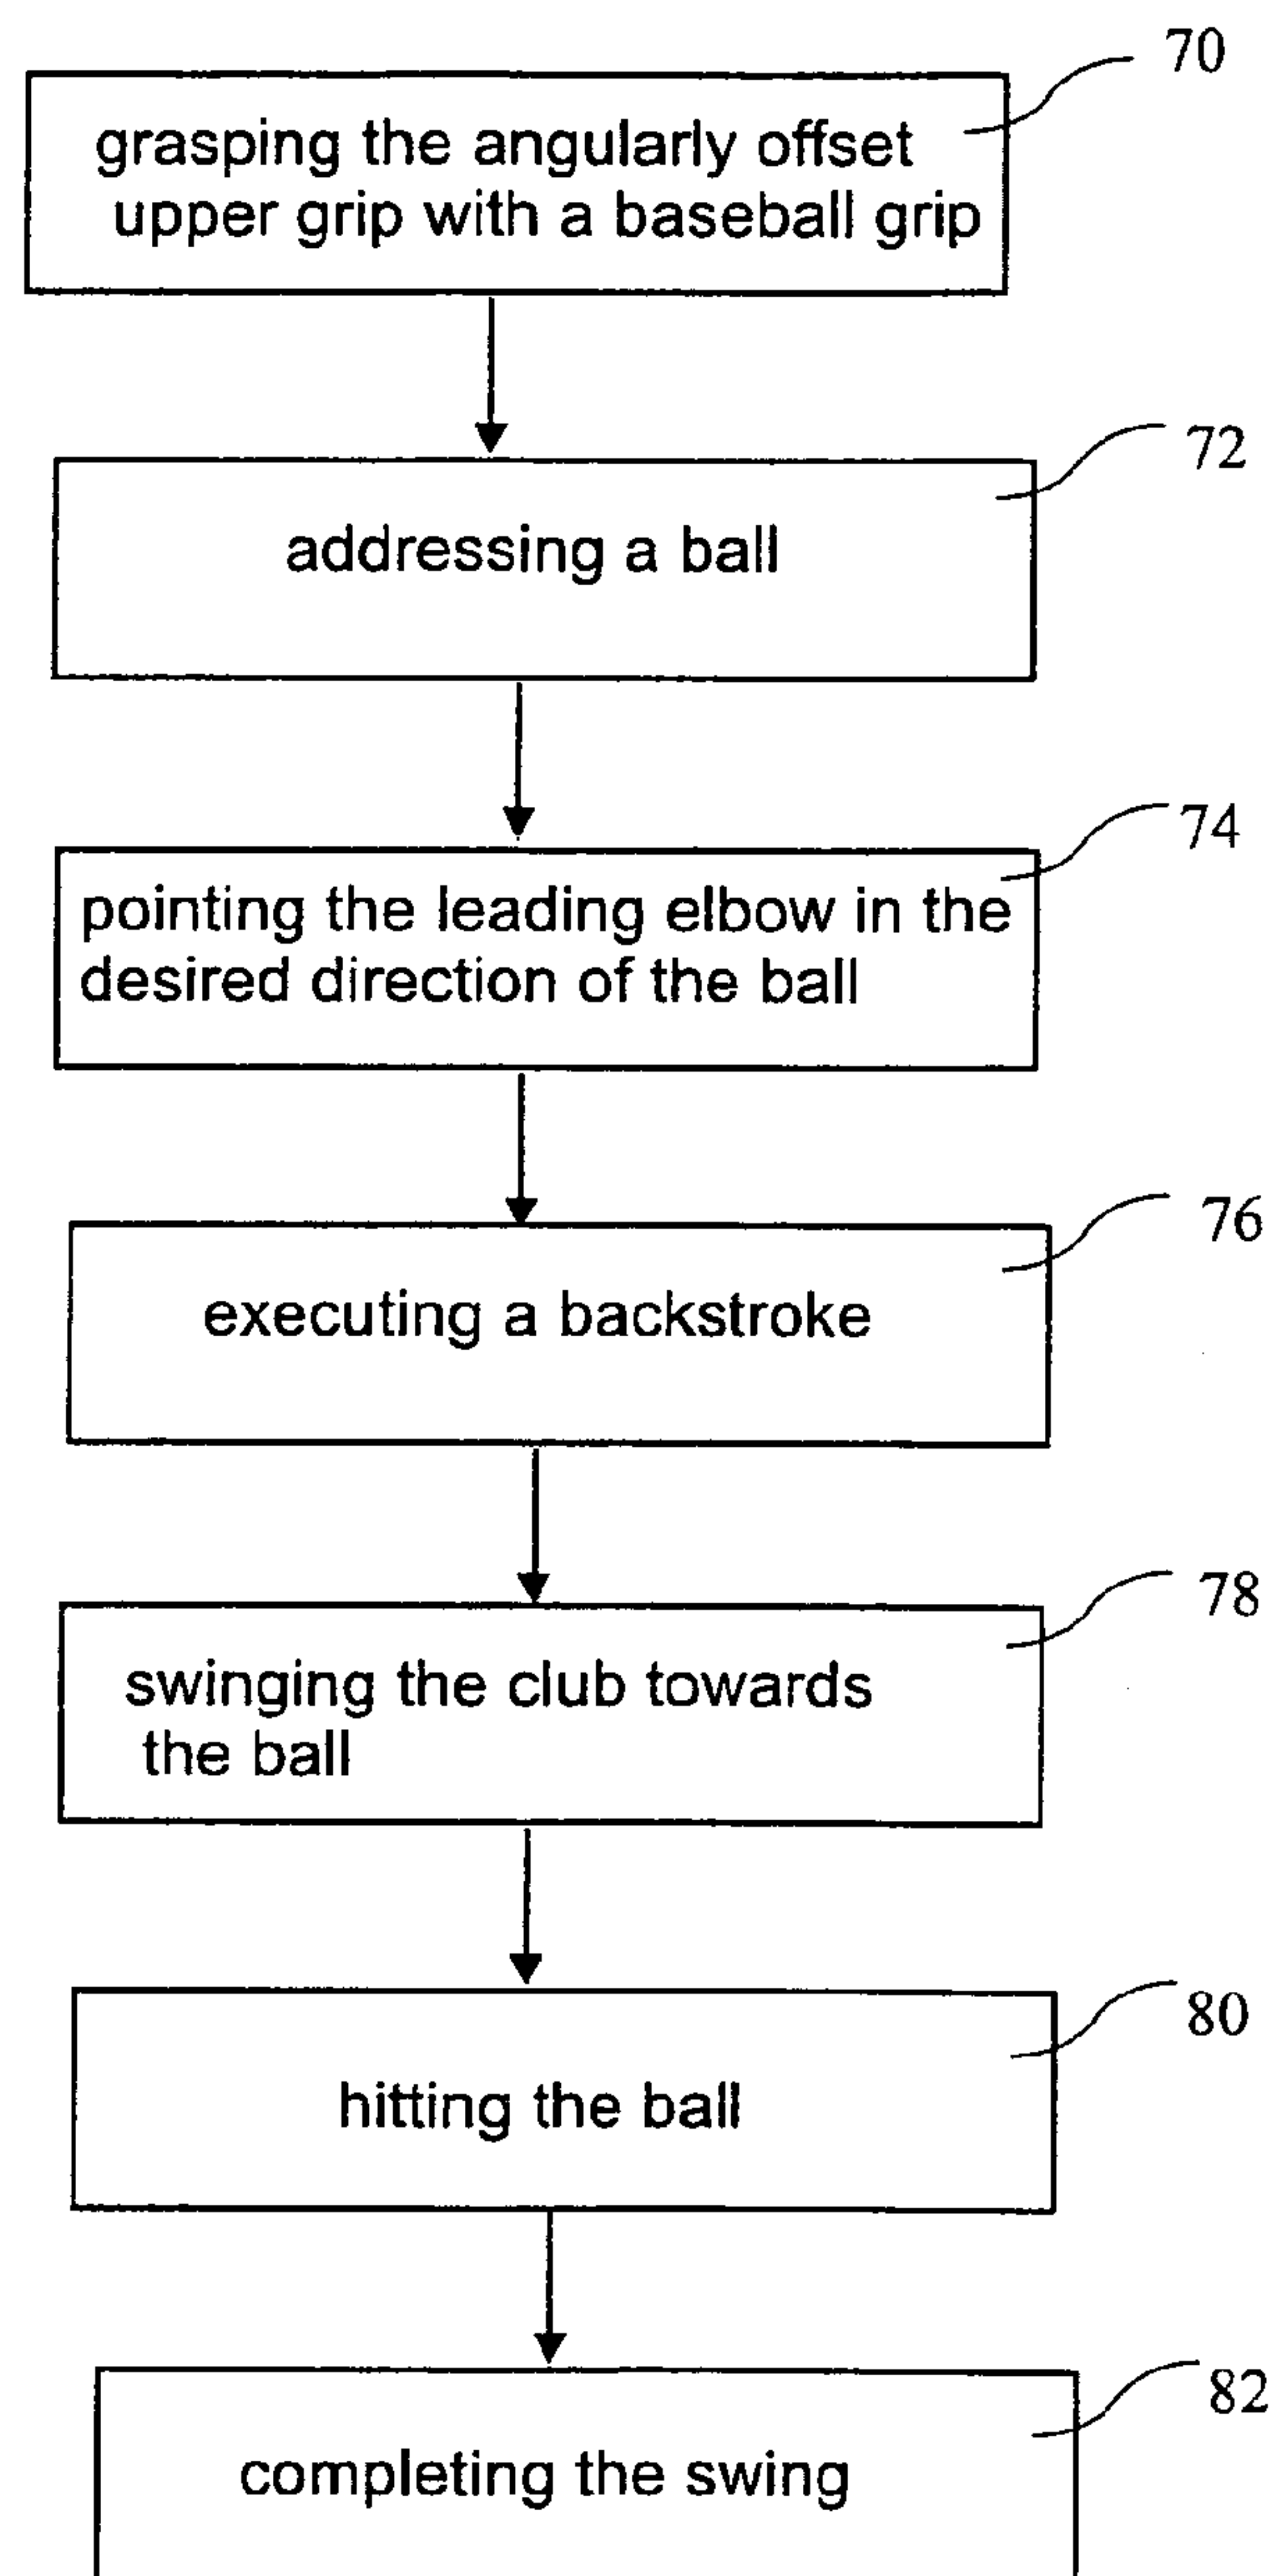 70
grasping the angularly offset
upper grip with a baseball grip
72
addressing a ball
74
pointing the leading elbow in the
desired direction of the ball
76
executing a backstroke
78
swinging the club towards
the ball
80
hitting the ball
82
completing the swing